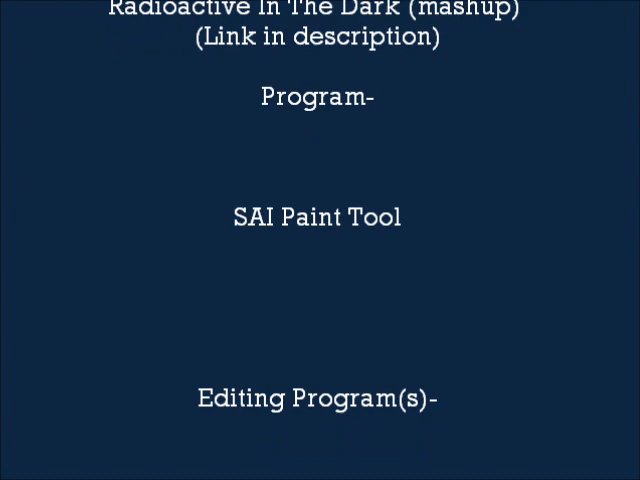 Radioactive In The Dark (mashup)
(Link in description)
Program-
SAI Paint Tool
Editing Program(s)-